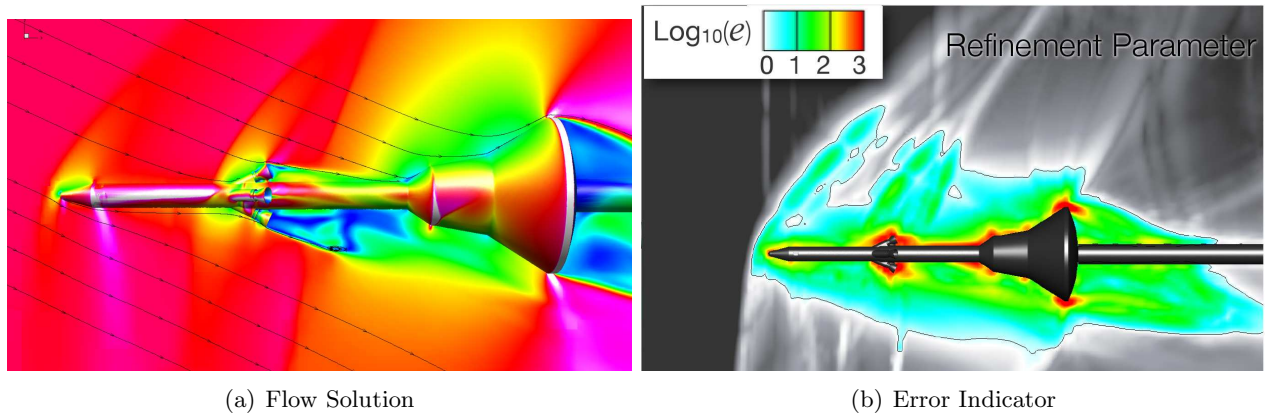 Log10(e)
0 1 2 3
Refinement Parameter
(a) Flow Solution
(b) Error Indicator